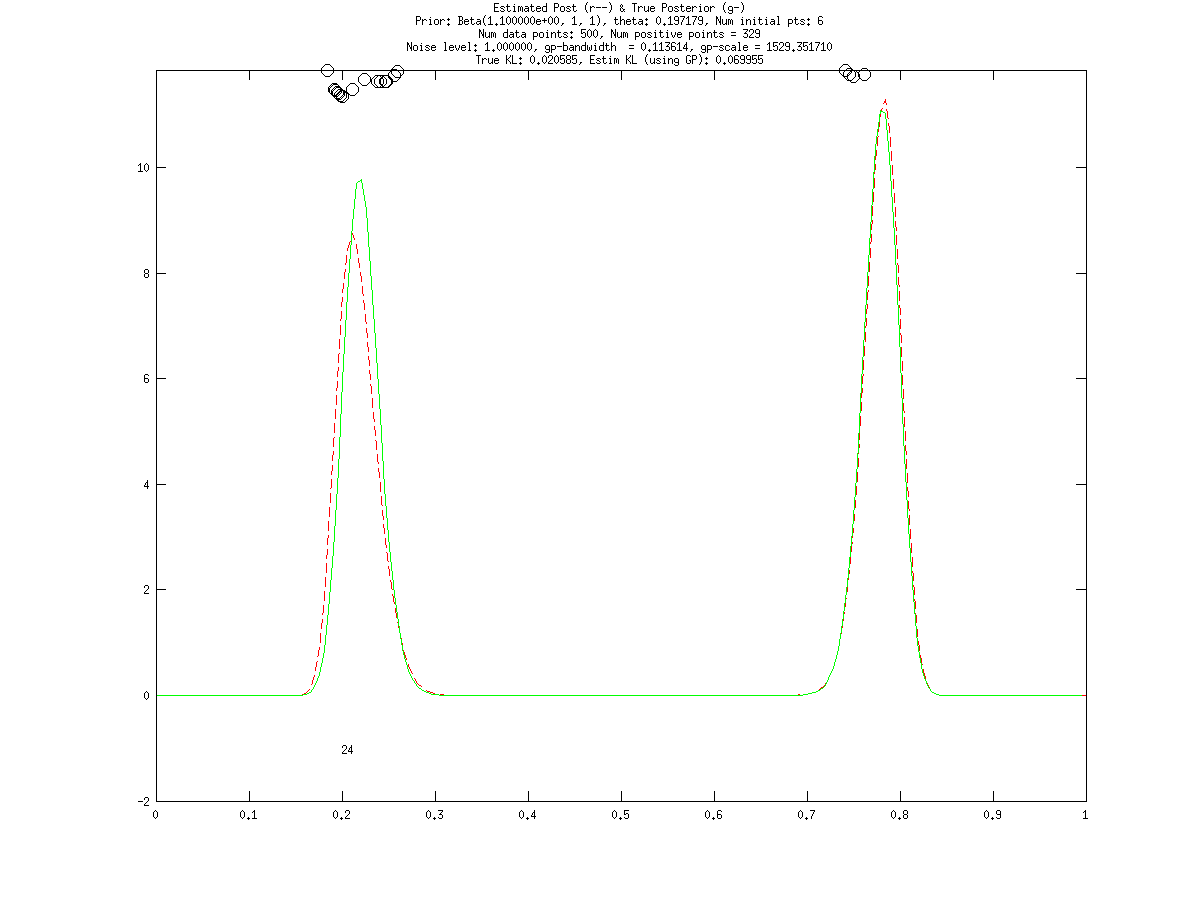 Estimated Post (r--) & True Posterior (g-)
Prior: Beta(1.100000e+00, 1, 1), theta: 0.197179, Num initial pts: 6
Num data points: 500, Num positive points = 329
Noise level: 1.000000, gp-bandwidth  = 0.113614, gp-scale = 1529.351710
True KL: 0.020585, Estim KL (using GP): 0.069955
10
8
6
4
2
0
24
-2
0 0.1 0.2 0.3 0.4 0.5 0.6 0.7 0.8 0.9 1